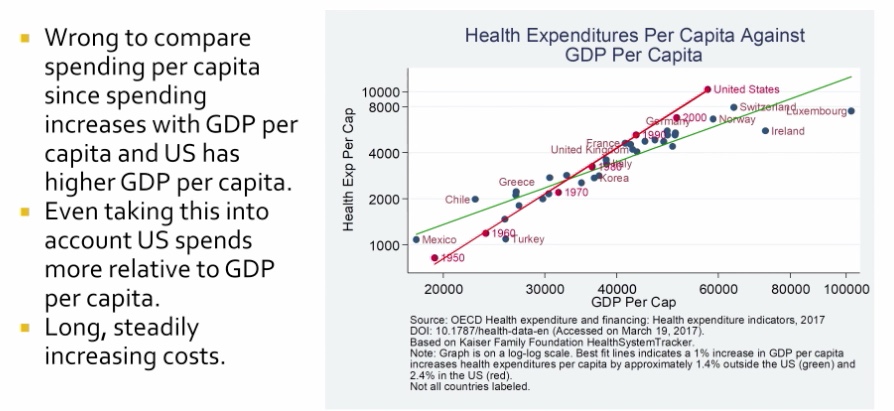 Wrong to compare
spending per capita
since spending
increases with GDP per
capita and US has
higher GDP per capita.
Even taking this into
account US spends
more relative to GDP
per capita.
Long, steadily
increasing costs.
Health Expenditures Per Capita Against
GDP Per Capita
Health Exp Per Cap
10000
8000
4000
2000
1000
United States
Switzerland
Luxembourg
2000
Norway
Germany
1990
Ireland
France
United Kingdom
Italy
1980
Korea
Greece
1970
Chile
1960
Turkey
Mexico
1950
20000
30000
40000
60000
80000
100000
GDP Per Cap
Source: OECD Health expenditure and financing: Health expenditure indicators, 2017
DOI: 10.1787/health-data-en (Accessed on March 19, 2017).
Based on Kaiser Family Foundation HealthSystemTracker.
Note: Graph is on a log-log scale. Best fit lines indicates a 1% increase in GDP per capita
increases health expenditures per capita by approximately 1.4% outside the US (green) and
2.4% in the US (red).
Not all countries labeled.